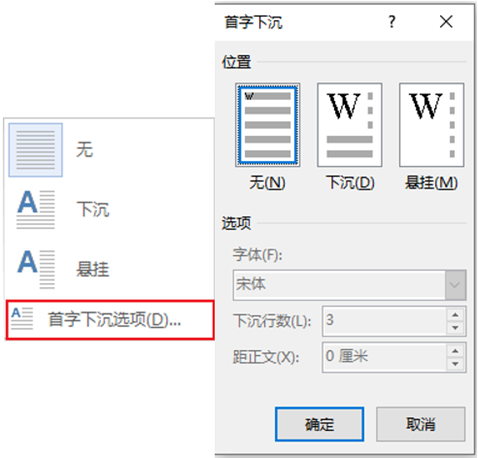 无
下沉
悬挂
首字下沉选项(D)...
首字下沉 ? ×
位置
W W W
无(N) 下沉(D) 悬挂(M)
选项
字体(F):
宋体
下沉行数(L): 3
距正文(X): 0 厘米
确定 取消